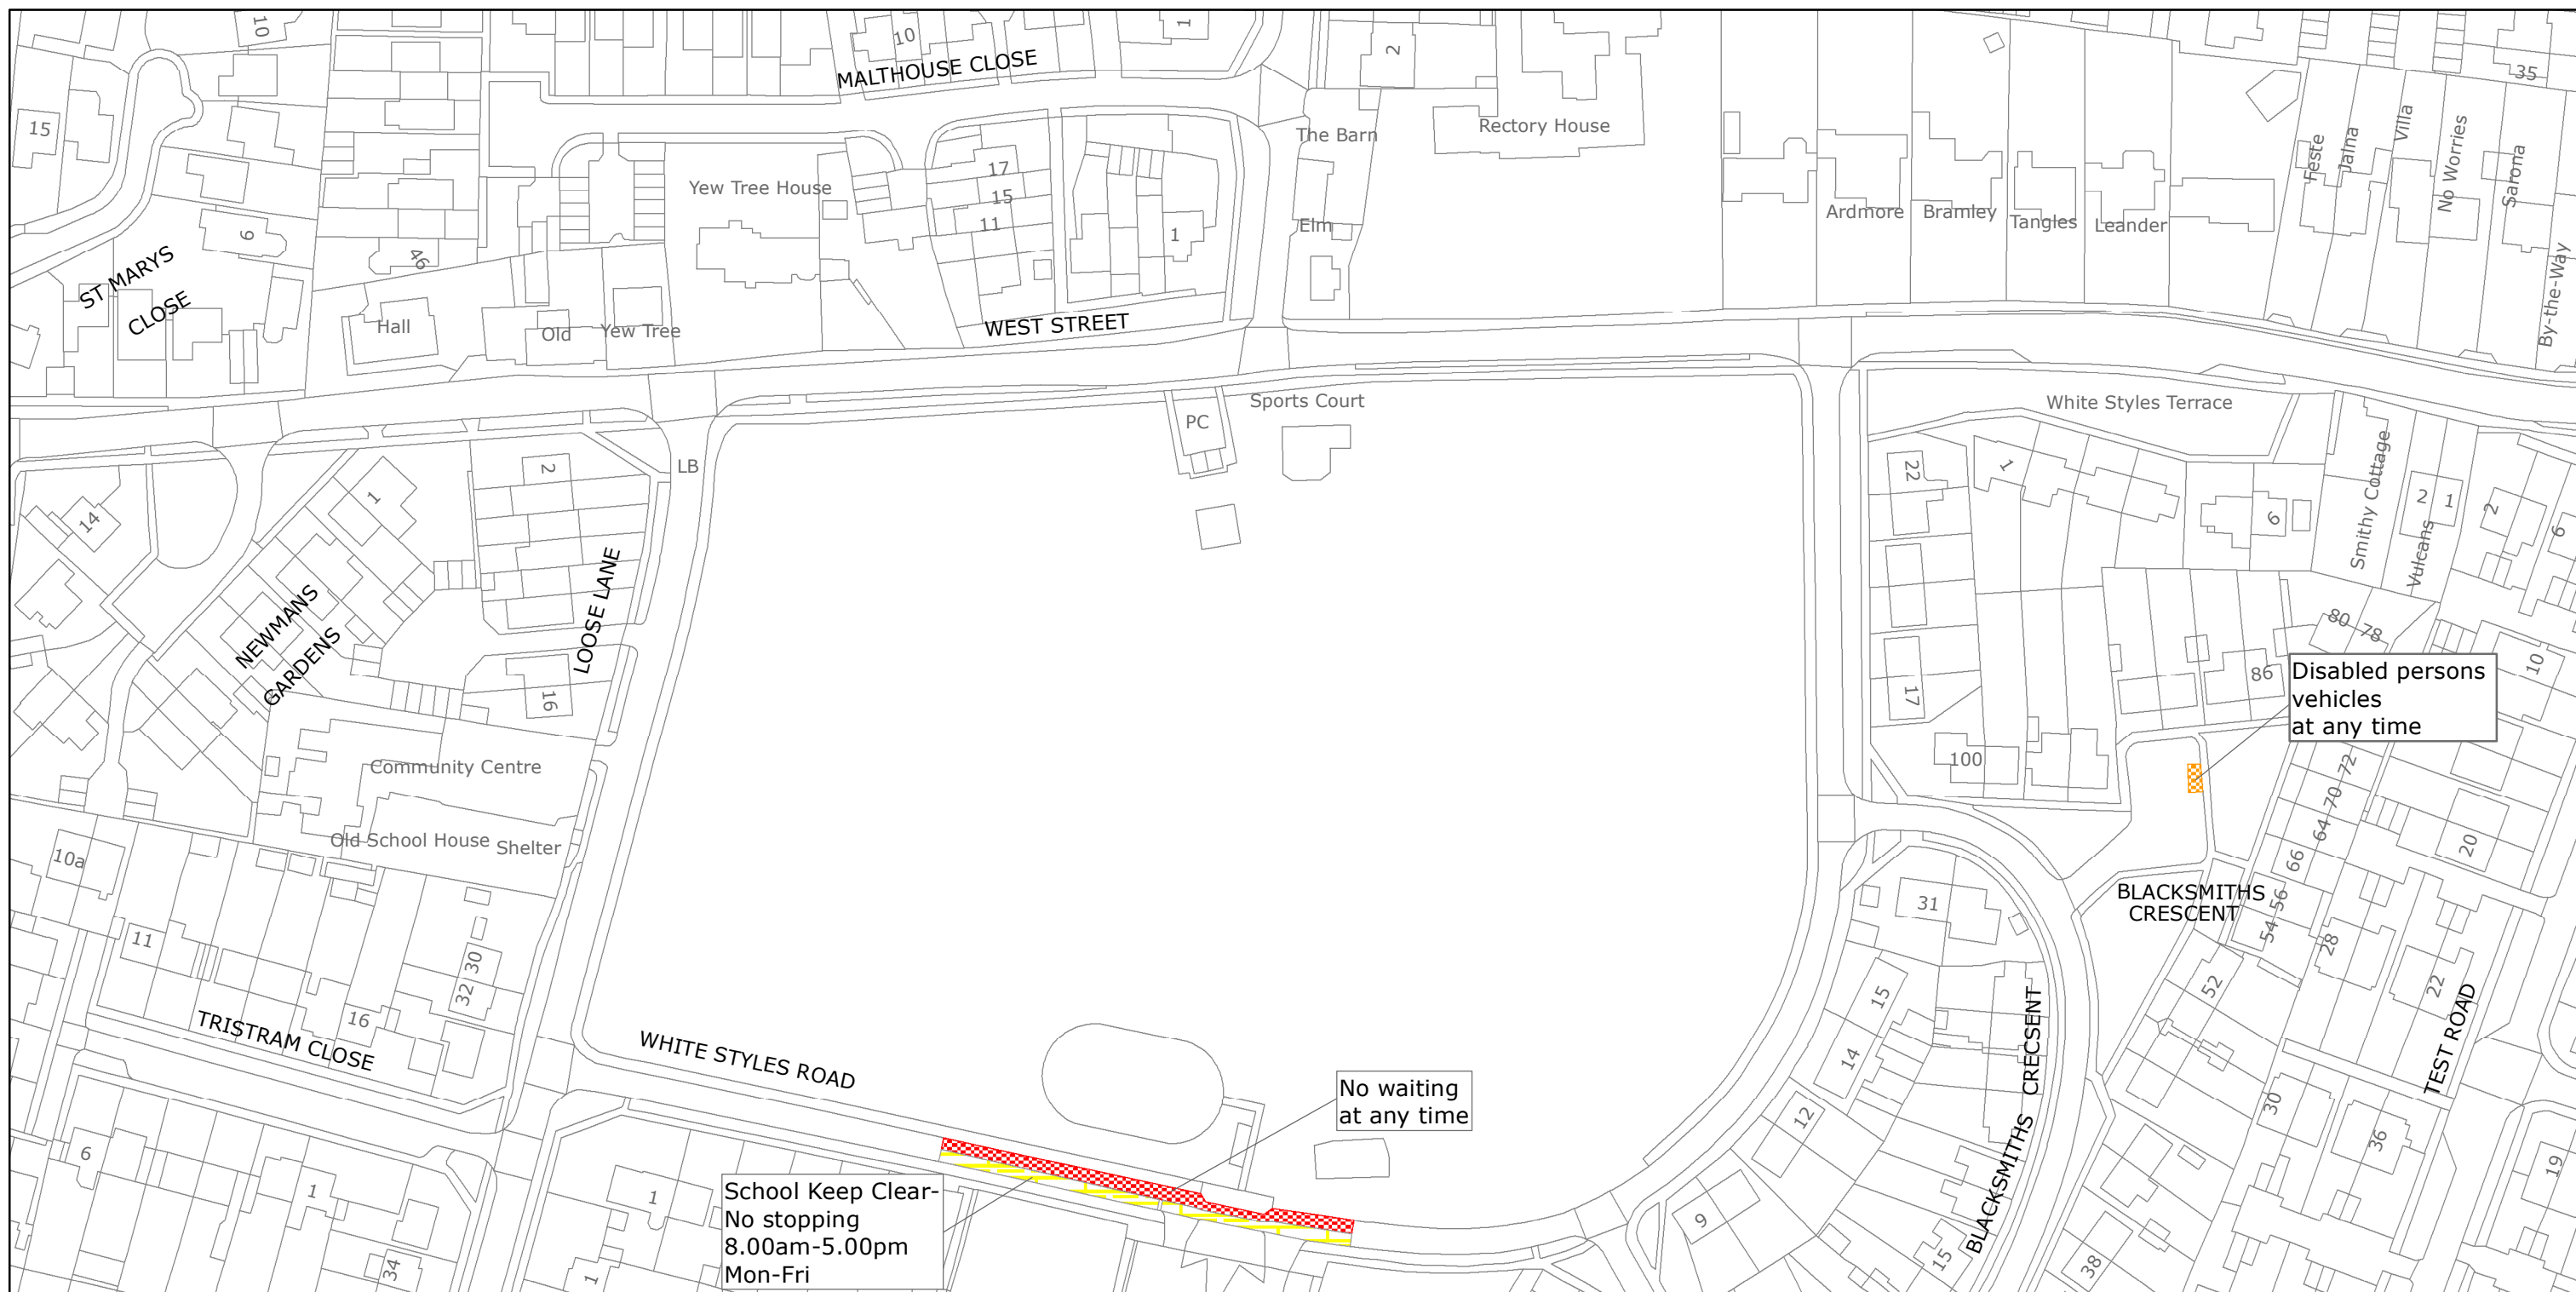 10
10
MALTHOUSE CLOSE
1
2
35
15
The Barn
Rectory House
Feste
Jalna
Villa
No Worries
Sarona
Yew Tree House
17
15
11
1
Elm
Ardmore
Bramley
Tangles
Leander
By-the-Way
9
46
ST MARYS
CLOSE
Hall
Old
Yew Tree
WEST STREET
PC
Sports Court
White Styles Terrace
LB
2
1
14
22
1
6
Smithy Cottage
2
1
Vulcans
2
6
NEWMANS
GARDENS
LOOSE LANE
16
17
80
78
86
10
Disabled persons
vehicles
at any time
Community Centre
Old School House
Shelter
100
72
70
64
66
56
54
20
10a
11
30
32
16
TRISTRAM CLOSE
31
BLACKSMITHS
CRESCENT
28
22
52
15
14
12
9
TEST ROAD
WHITE STYLES ROAD
No waiting
at any time
BLACKSMITHS
CRECSENT
30
36
19
6
1
1
1
34
School Keep Clear-
No stopping
8.00am-5.00pm
Mon-Fri
15
38